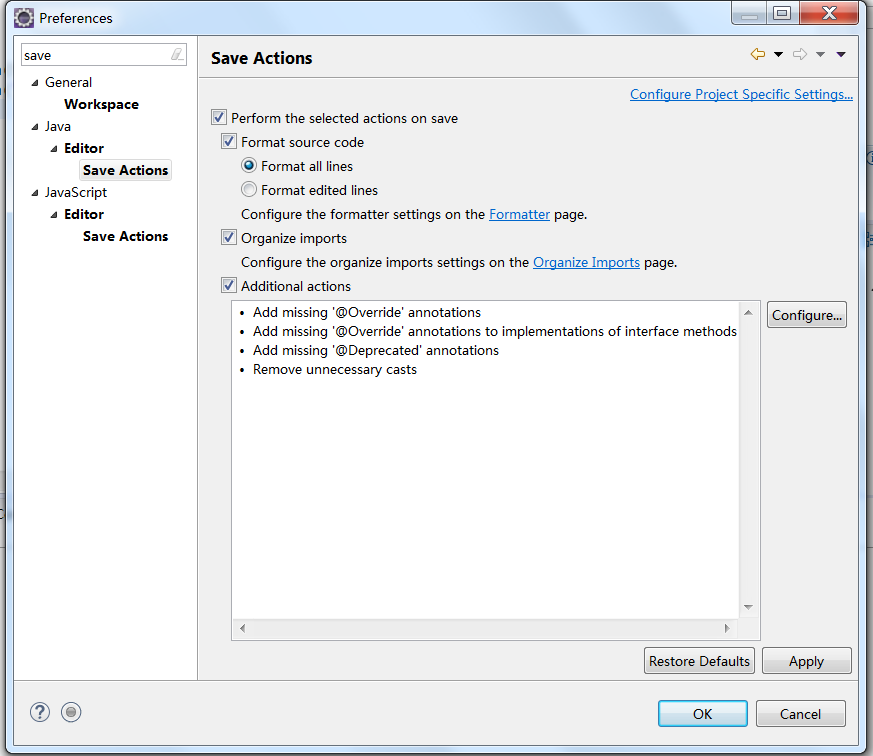 Preferences
save
General
Workspace
Java
Editor
Save Actions
JavaScript
Editor
Save Actions
Save Actions
Configure Project Specific Settings...
Perform the selected actions on save
Format source code
Format all lines
Format edited lines
Configure the formatter settings on the Formatter page.
Organize imports
Configure the organize imports settings on the Organize Imports page.
Additional actions
• Add missing '@Override' annotations
• Add missing '@Override' annotations to implementations of interface methods
• Add missing '@Deprecated' annotations
• Remove unnecessary casts
Configure...
Restore Defaults
Apply
?
OK
Cancel